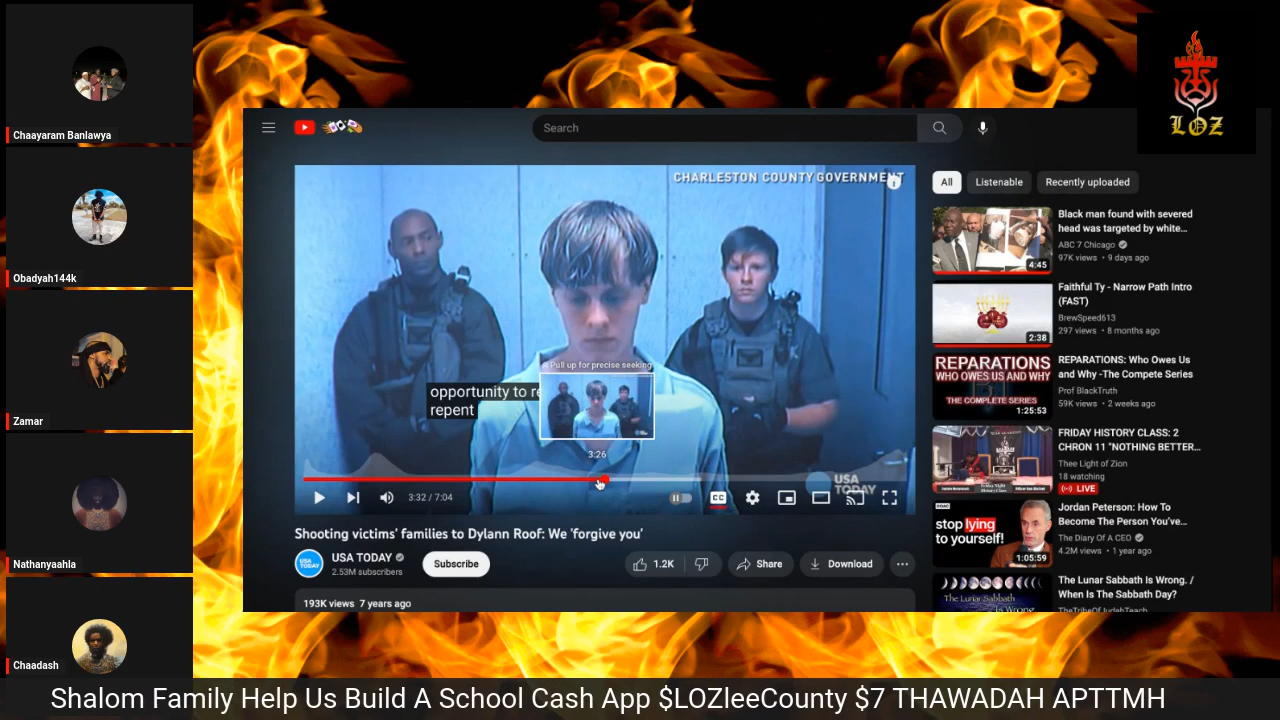 Chaayaram Banlawya
Obadyah144k
Zamar
Nathanyaahla
Chaadash
LOZ
Search
CHARLESTON COUNTY GOVERNMENT
opportunity to re
repent
Pull up for precise seeking
3:26
USA
TODAY
3:32 / 7:04
CC
Shooting victims' families to Dylann Roof: We 'forgive you'
USA TODAY
2.53M subscribers
Subscribe
1.2K
Share
Download
193K views 7 years ago
All
Listenable
Recently uploaded
4:45
Black man found with severed
head was targeted by white...
ABC 7 Chicago
97K views • 9 days ago
2:38
Faithful Ty - Narrow Path Intro
(FAST)
BrewSpeed613
297 views • 8 months ago
REPARATIONS
WHO OWES US AND WHY
THE COMPLETE SERIES
1:25:53
REPARATIONS: Who Owes Us
and Why -The Compete Series
Prof BlackTruth
59K views • 2 weeks ago
FRIDAY HISTORY CLASS: 2
CHRON 11 "NOTHING BETTER...
Thee Light of Zion
18 watching
LIVE
stop lying
to yourself!
1:05:59
Jordan Peterson: How To
Become The Person You've...
The Diary Of A CEO
4.2M views • 1 year ago
The Lunar Sabbath
Is Wrong
The Lunar Sabbath Is Wrong. /
When Is The Sabbath Day?
TheTribeOfJudahTeach
Shalom Family Help Us Build A School Cash App $LOZleeCounty $7 THAWADAH APTTMH